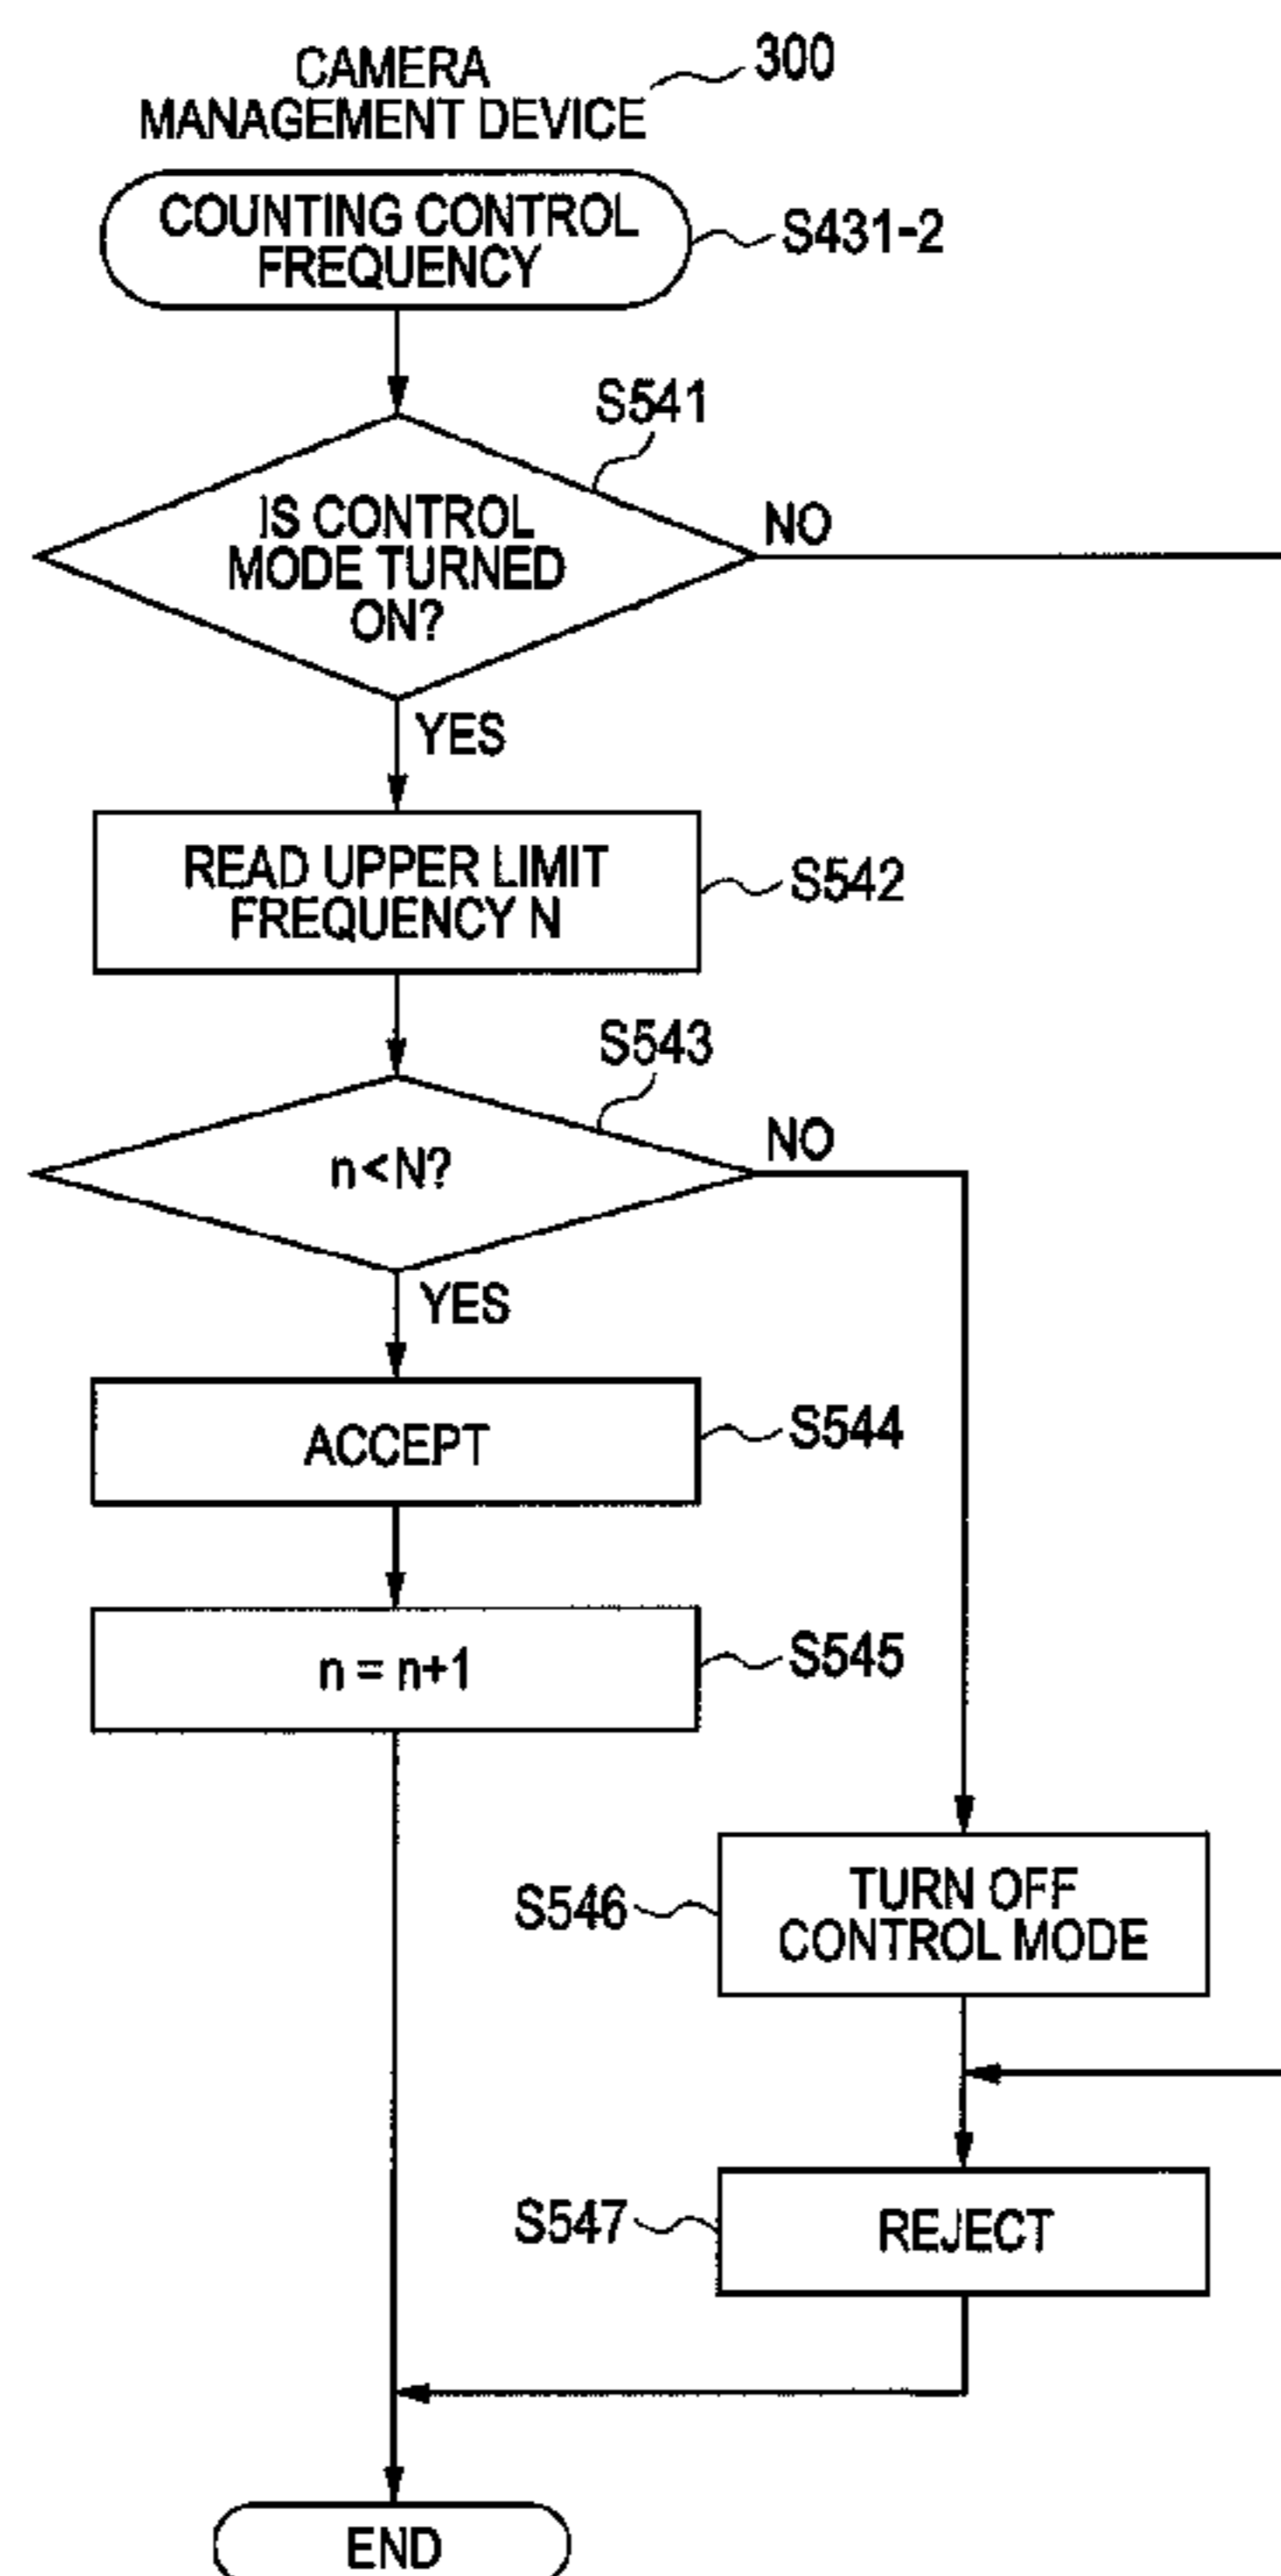 CAMERA
MANAGEMENT DEVICE
300
COUNTING CONTROL
FREQUENCY
S431-2
S541
IS CONTROL
MODE TURNED
ON?
NO
YES
READ UPPER LIMIT
FREQUENCY N
S542
S543
n<N?
NO
YES
ACCEPT
S544
n = n+1
S545
S546
TURN OFF
CONTROL MODE
S547
REJECT
END